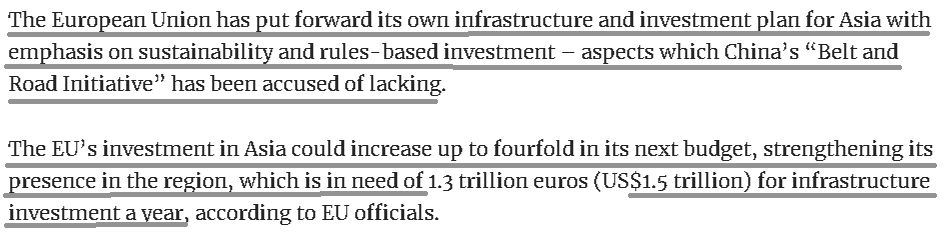 The European Union has put forward its own infrastructure and investment plan for Asia with
emphasis on sustainability and rules-based investment – aspects which China’s “Belt and
Road Initiative” has been accused of lacking.
The EU’s investment in Asia could increase up to fourfold in its next budget, strengthening its
presence in the region, which is in need of 1.3 trillion euros (US$1.5 trillion) for infrastructure
investment a year, according to EU officials.